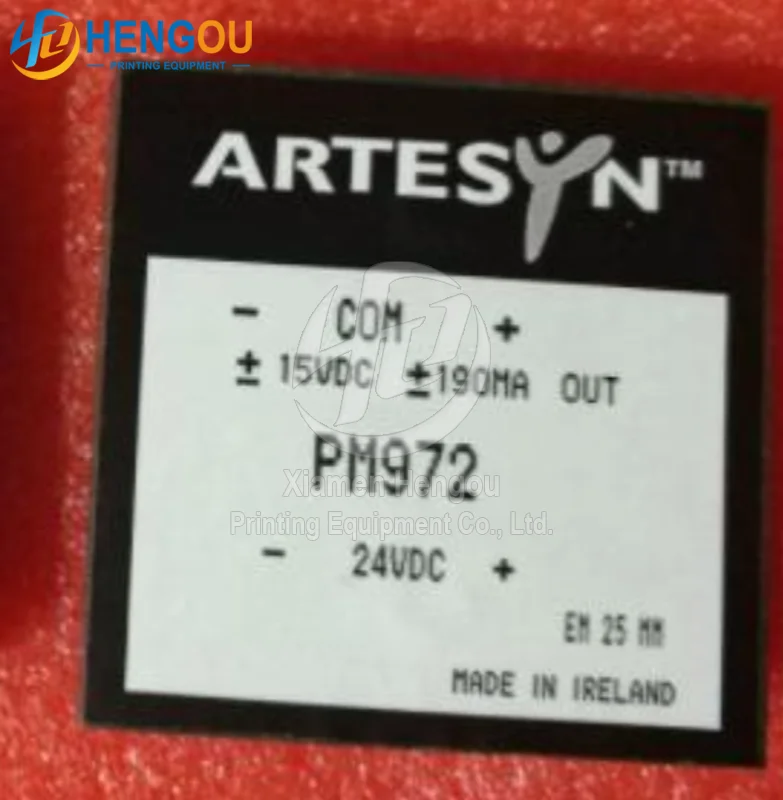 HENGOU
PRINTING EQUIPMENT
ARTESYN™
- COM +
± 15VDC ±190MA OUT
PM972
Xiamen Hengou
Printing Equipment Co., Ltd.
- 24VDC +
EM 25 MM
MADE IN IRELAND